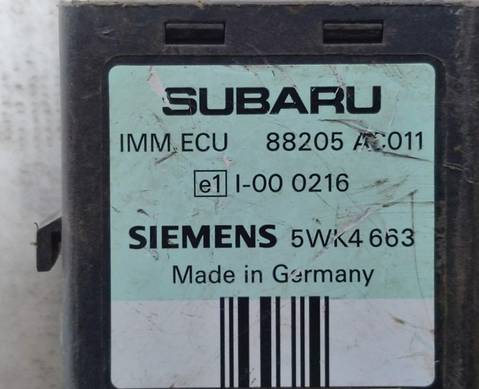 SUBARU
IMM.ECU 88205 AC011
e1 I-00 0216
SIEMENS 5WK4 663
Made in Germany